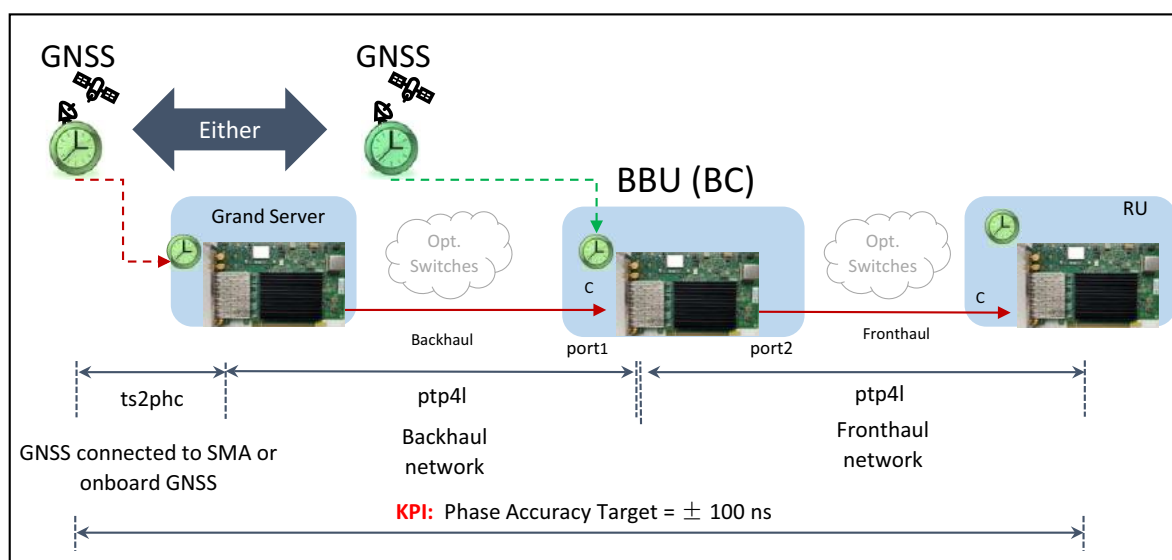 GNSS
GNSS
Either
BBU (BC)
Grand Server
RU
Opt.
Switches
Opt.
Switches
C
C
Backhaul
Fronthaul
port1
port2
ts2phc
ptp4l
ptp4l
GNSS connected to SMA or
onboard GNSS
Backhaul
network
Fronthaul
network
KPI: Phase Accuracy Target = ± 100 ns